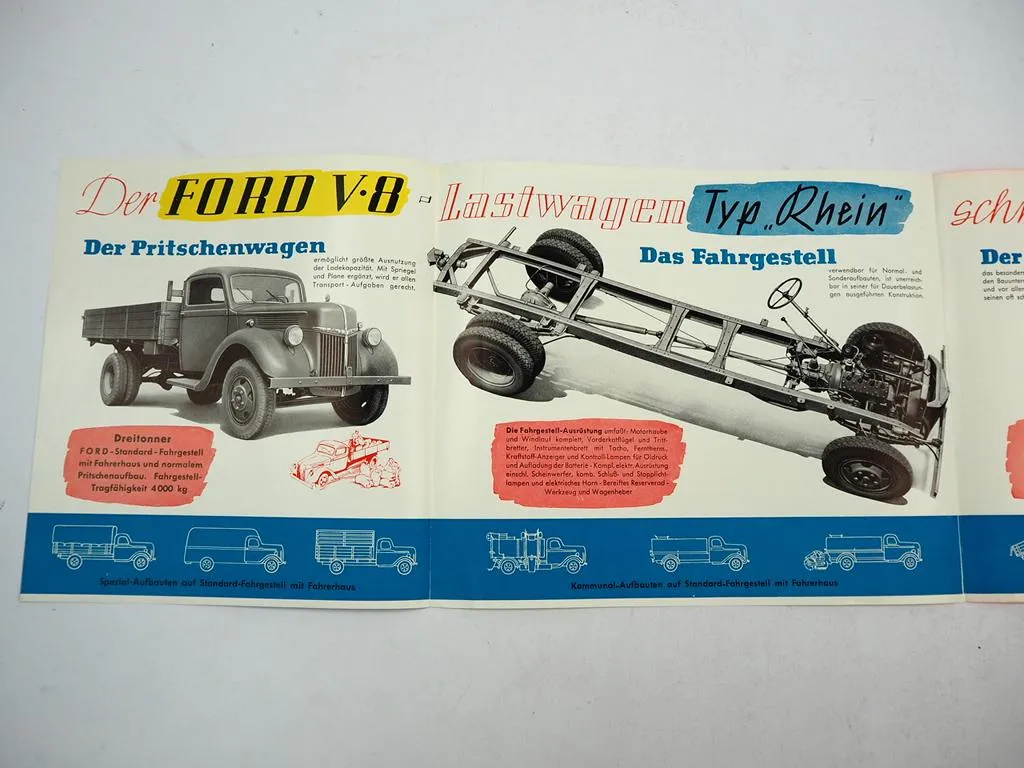 Der FORD V·8 - Lastwagen Typ „Rhein" schn
Der Pritschenwagen
ermöglicht größte Ausnutzung
der Ladekapazität. Mit Spriegel
und Plane ergänzt, wird er allen
Transport-Aufgaben gerecht.
Dreitonner
FORD-Standard-Fahrgestell
mit Fahrerhaus und normalem
Pritschenaufbau. Fahrgestell-
Tragfähigkeit 4000 kg
Spezial-Aufbauten auf Standard-Fahrgestell mit Fahrerhaus
Das Fahrgestell
verwendbar für Normal- und
Sonderaufbauten, ist unerreich-
bar in seiner für Dauerbelastun-
gen ausgeführten Konstruktion.
Die Fahrgestell-Ausrüstung umfaßt: Motorhaube
und Windlauf komplett, Vorderkotflügel und Tritt-
bretter, Instrumentenbrett mit Tacho, Fernthermo,
Kraftstoff-Anzeiger und Kontroll-Lampen für Öldruck
und Aufladung der Batterie - Kompl. elektr. Ausrüstung
einschl. Scheinwerfer, komb. Schluß- und Stopplicht-
lampen und elektrisches Horn - Bereiftes Reserverad -
Werkzeug und Wagenheber
Kommunal-Aufbauten auf Standard-Fahrgestell mit Fahrerhaus
Der
das besonder
den Bauunter
und vor aller
seinen oft sch